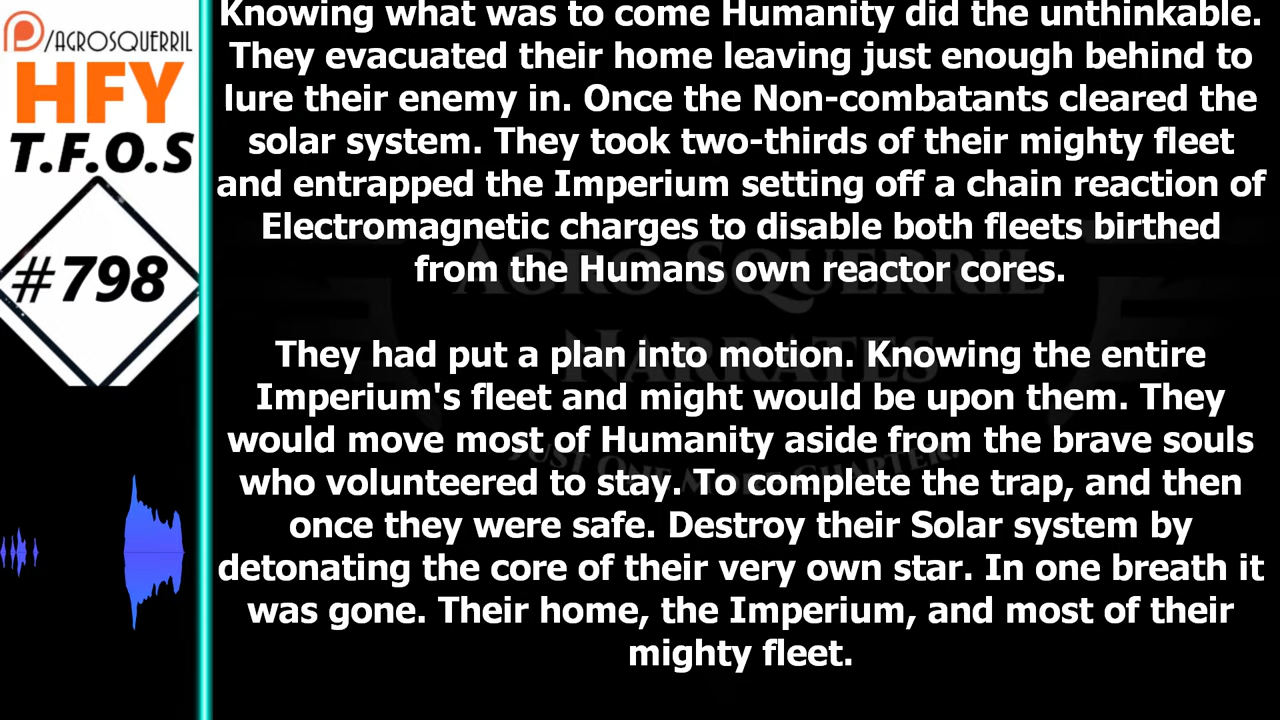 /AGROSQUERRIL
HFY
T.F.O.S
#798
Knowing what was to come Humanity did the unthinkable.
They evacuated their home leaving just enough behind to
lure their enemy in. Once the Non-combatants cleared the
solar system. They took two-thirds of their mighty fleet
and entrapped the Imperium setting off a chain reaction of
Electromagnetic charges to disable both fleets birthed
from the Humans own reactor cores.
They had put a plan into motion. Knowing the entire
Imperium's fleet and might would be upon them. They
would move most of Humanity aside from the brave souls
who volunteered to stay. To complete the trap, and then
once they were safe. Destroy their Solar system by
detonating the core of their very own star. In one breath it
was gone. Their home, the Imperium, and most of their
mighty fleet.
AGRO SQUERRIL
NARRATES
JUST ONE MORE CHAPTER